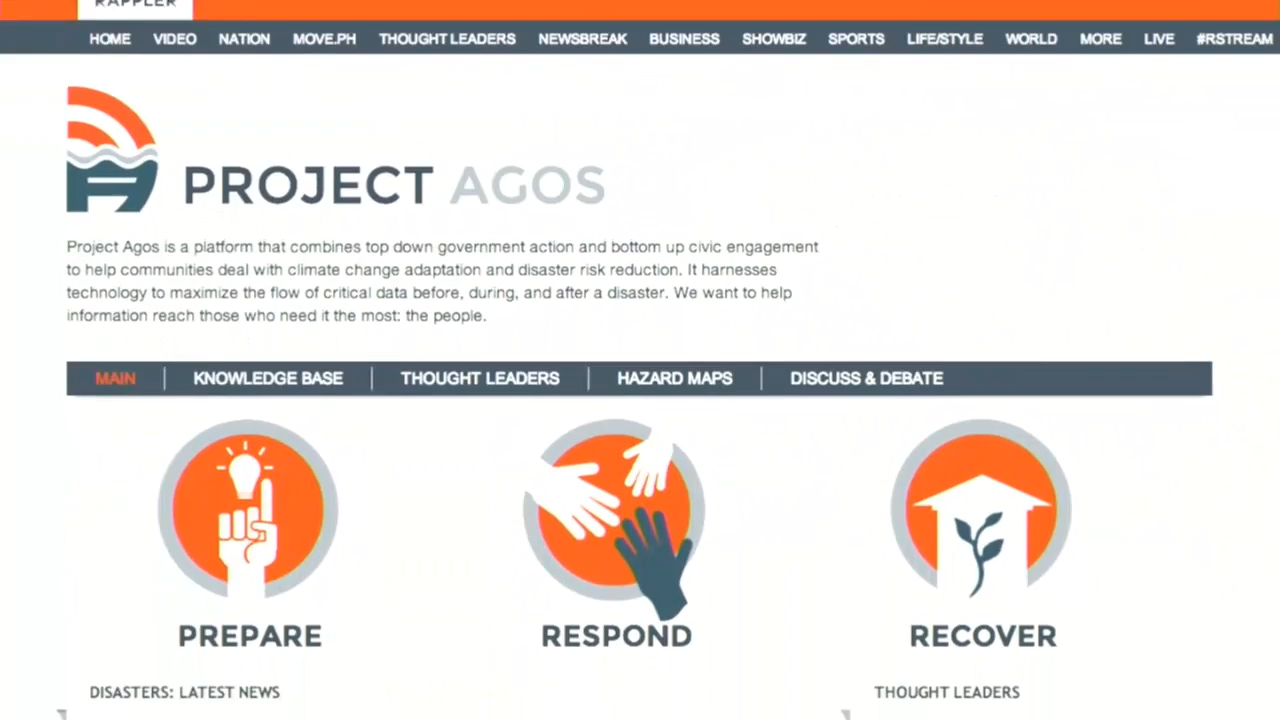 RAPPLER
HOME VIDEO NATION MOVE.PH THOUGHT LEADERS NEWSBREAK BUSINESS SHOWBIZ SPORTS LIFE/STYLE WORLD MORE LIVE #RSTREAM
PROJECT AGOS
Project Agos is a platform that combines top down government action and bottom up civic engagement
to help communities deal with climate change adaptation and disaster risk reduction. It harnesses
technology to maximize the flow of critical data before, during, and after a disaster. We want to help
information reach those who need it the most: the people.
MAIN KNOWLEDGE BASE THOUGHT LEADERS HAZARD MAPS DISCUSS & DEBATE
PREPARE RESPOND RECOVER
DISASTERS: LATEST NEWS THOUGHT LEADERS